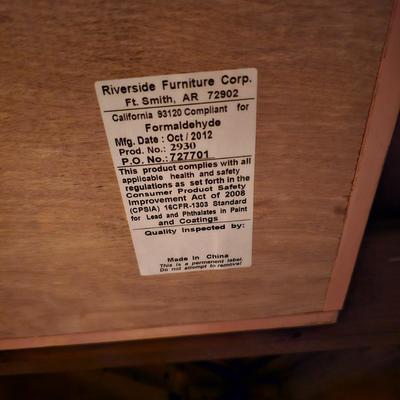 Riverside Furniture Corp.
Ft. Smith, AR 72902
California 93120 Compliant for
Formaldehyde
Mfg. Date : Oct / 2012
Prod. No.: 2930
P.O. No.: 727701
This product complies with all
applicable health and safety
regulations as set forth in the
Consumer Product Safety
Improvement Act of 2008
(CPSIA) 16CFR-1303 Standard
for Lead and Phthalates in Paint
and Coatings
Quality Inspected by:
Made in China
This is a permanent label.
Do not attempt to remove!